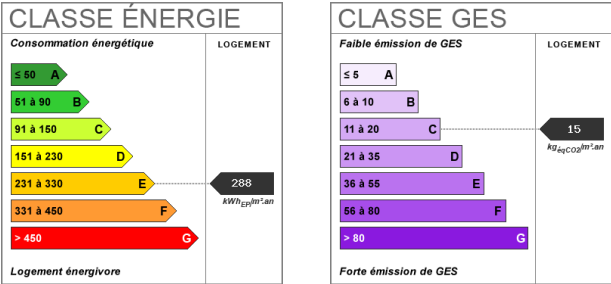 CLASSE ÉNERGIE
Consommation énergétique
LOGEMENT
≤ 50 A
51 à 90 B
91 à 150 C
151 à 230 D
231 à 330 E
288
kWhEP/m².an
331 à 450 F
> 450 G
Logement énergivore
CLASSE GES
Faible émission de GES
LOGEMENT
≤ 5 A
6 à 10 B
11 à 20 C
15
kgéqCO2/m².an
21 à 35 D
36 à 55 E
56 à 80 F
> 80 G
Forte émission de GES